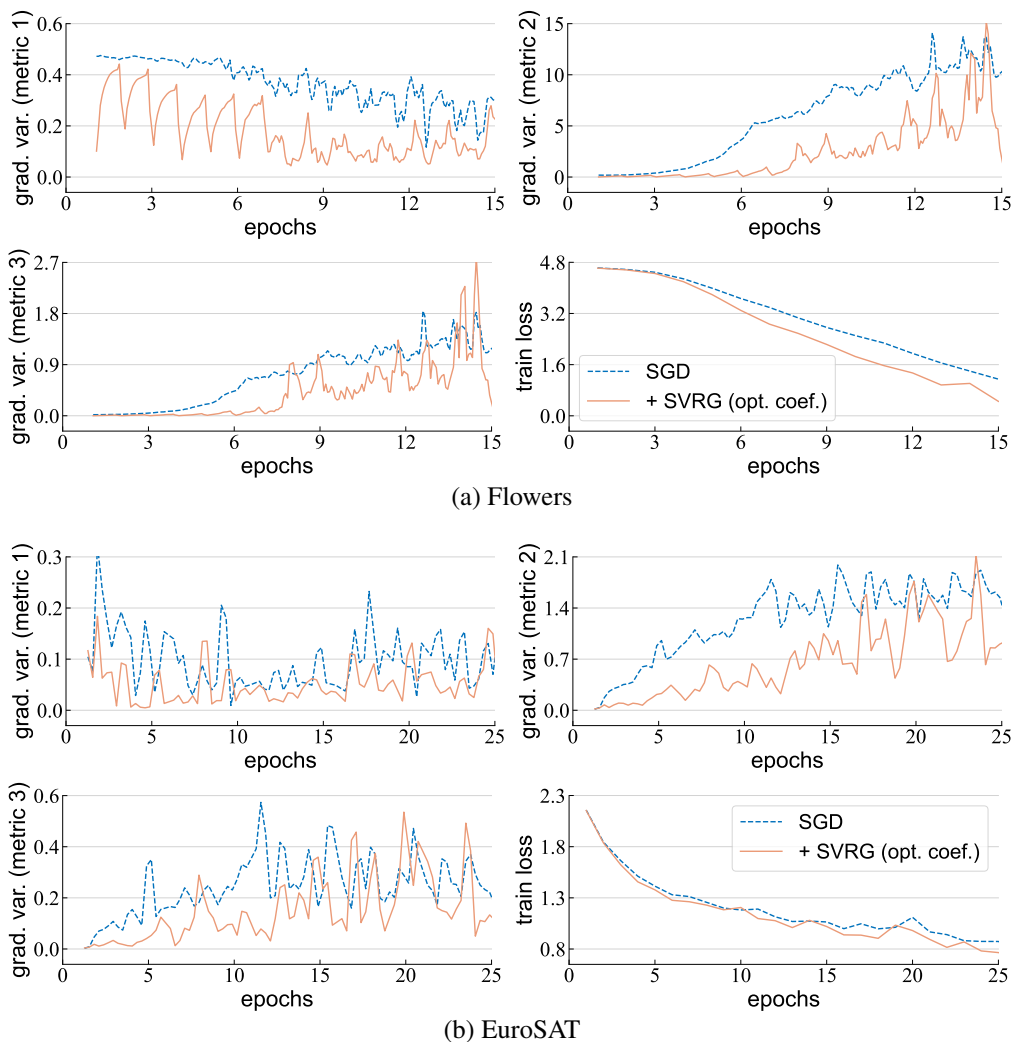 grad. var. (metric 1)
0.6
0.4
0.2
0.0
0 3 6 9 12 15
epochs
grad. var. (metric 2)
15
10
5
0
0 3 6 9 12 15
epochs
grad. var. (metric 3)
2.7
1.8
0.9
0.0
0 3 6 9 12 15
epochs
train loss
4.8
3.2
1.6
0.0
SGD
+ SVRG (opt. coef.)
0 3 6 9 12 15
epochs
(a) Flowers
grad. var. (metric 1)
0.3
0.2
0.1
0.0
0 5 10 15 20 25
epochs
grad. var. (metric 2)
2.1
1.4
0.7
0.0
0 5 10 15 20 25
epochs
grad. var. (metric 3)
0.6
0.4
0.2
0.0
0 5 10 15 20 25
epochs
train loss
2.3
1.8
1.3
0.8
SGD
+ SVRG (opt. coef.)
0 5 10 15 20 25
epochs
(b) EuroSAT